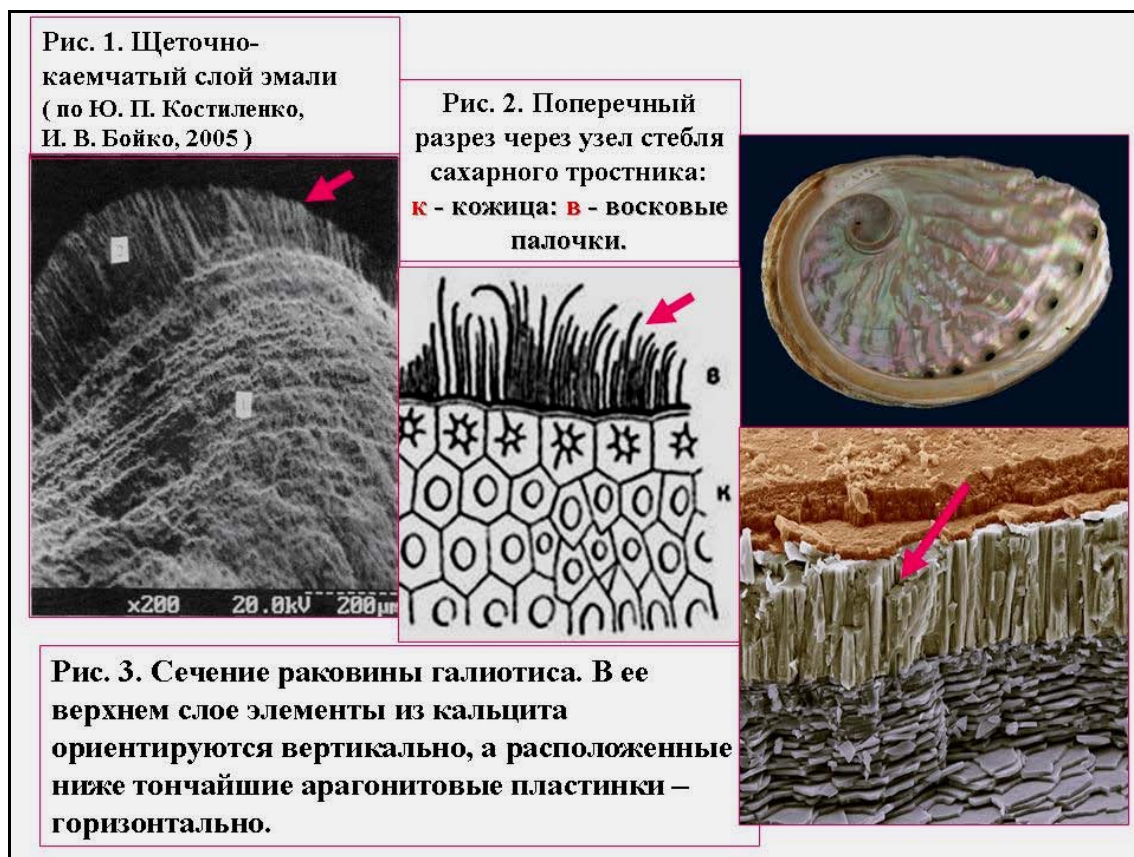 Рис. 1. Щеточно-
каемчатый слой эмали
( по Ю. П. Костиленко,
И. В. Бойко, 2005 )
Рис. 2. Поперечный
разрез через узел стебля
сахарного тростника:
к - кожица: в - восковые
палочки.
x200 20.0kV 200µm
в
к
Рис. 3. Сечение раковины галиотиса. В ее
верхнем слое элементы из кальцита
ориентируются вертикально, а расположенные
ниже тончайшие арагонитовые пластинки –
горизонтально.